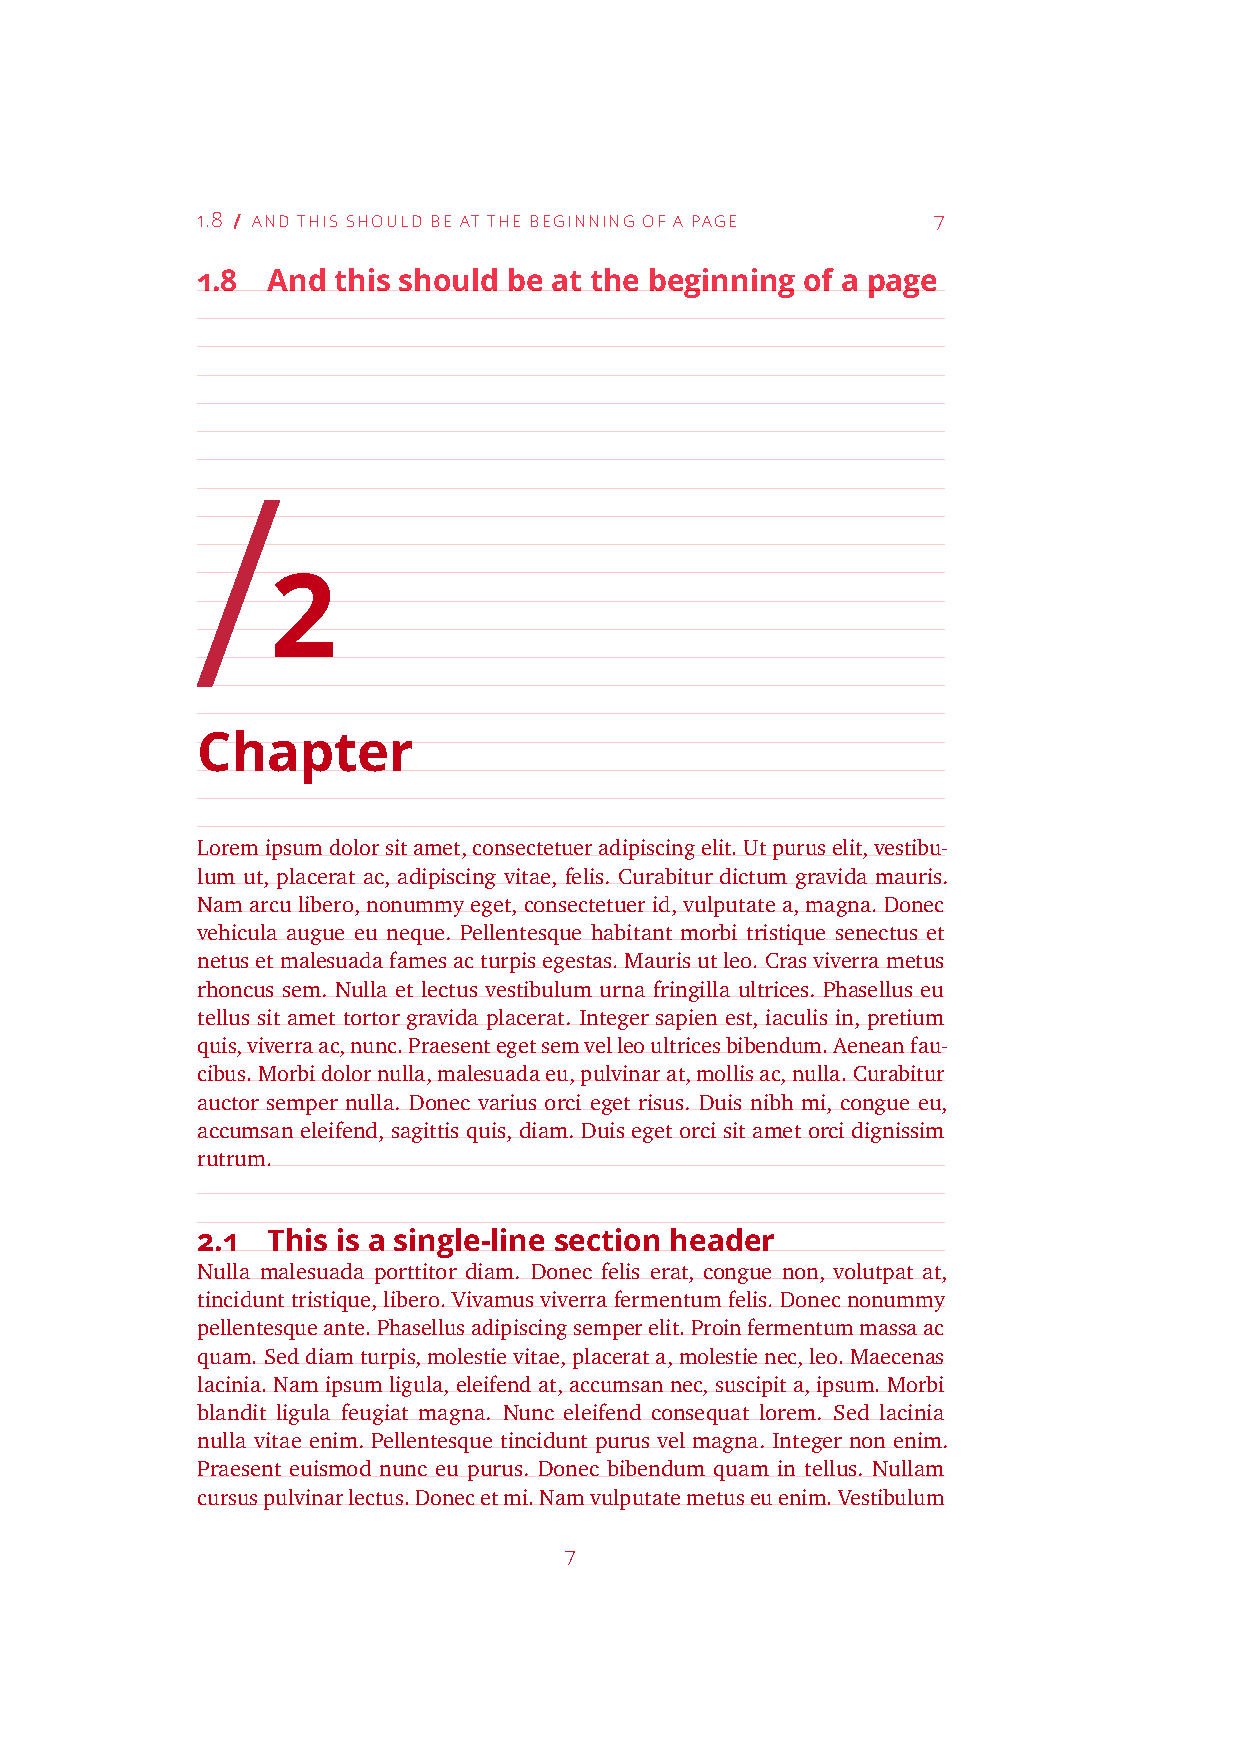 1.8 / AND THIS SHOULD BE AT THE BEGINNING OF A PAGE 7
1.8 And this should be at the beginning of a page
/2
Chapter
Lorem ipsum dolor sit amet, consectetuer adipiscing elit. Ut purus elit, vestibu-
lum ut, placerat ac, adipiscing vitae, felis. Curabitur dictum gravida mauris.
Nam arcu libero, nonummy eget, consectetuer id, vulputate a, magna. Donec
vehicula augue eu neque. Pellentesque habitant morbi tristique senectus et
netus et malesuada fames ac turpis egestas. Mauris ut leo. Cras viverra metus
rhoncus sem. Nulla et lectus vestibulum urna fringilla ultrices. Phasellus eu
tellus sit amet tortor gravida placerat. Integer sapien est, iaculis in, pretium
quis, viverra ac, nunc. Praesent eget sem vel leo ultrices bibendum. Aenean fau-
cibus. Morbi dolor nulla, malesuada eu, pulvinar at, mollis ac, nulla. Curabitur
auctor semper nulla. Donec varius orci eget risus. Duis nibh mi, congue eu,
accumsan eleifend, sagittis quis, diam. Duis eget orci sit amet orci dignissim
rutrum.
2.1 This is a single-line section header
Nulla malesuada porttitor diam. Donec felis erat, congue non, volutpat at,
tincidunt tristique, libero. Vivamus viverra fermentum felis. Donec nonummy
pellentesque ante. Phasellus adipiscing semper elit. Proin fermentum massa ac
quam. Sed diam turpis, molestie vitae, placerat a, molestie nec, leo. Maecenas
lacinia. Nam ipsum ligula, eleifend at, accumsan nec, suscipit a, ipsum. Morbi
blandit ligula feugiat magna. Nunc eleifend consequat lorem. Sed lacinia
nulla vitae enim. Pellentesque tincidunt purus vel magna. Integer non enim.
Praesent euismod nunc eu purus. Donec bibendum quam in tellus. Nullam
cursus pulvinar lectus. Donec et mi. Nam vulputate metus eu enim. Vestibulum
7